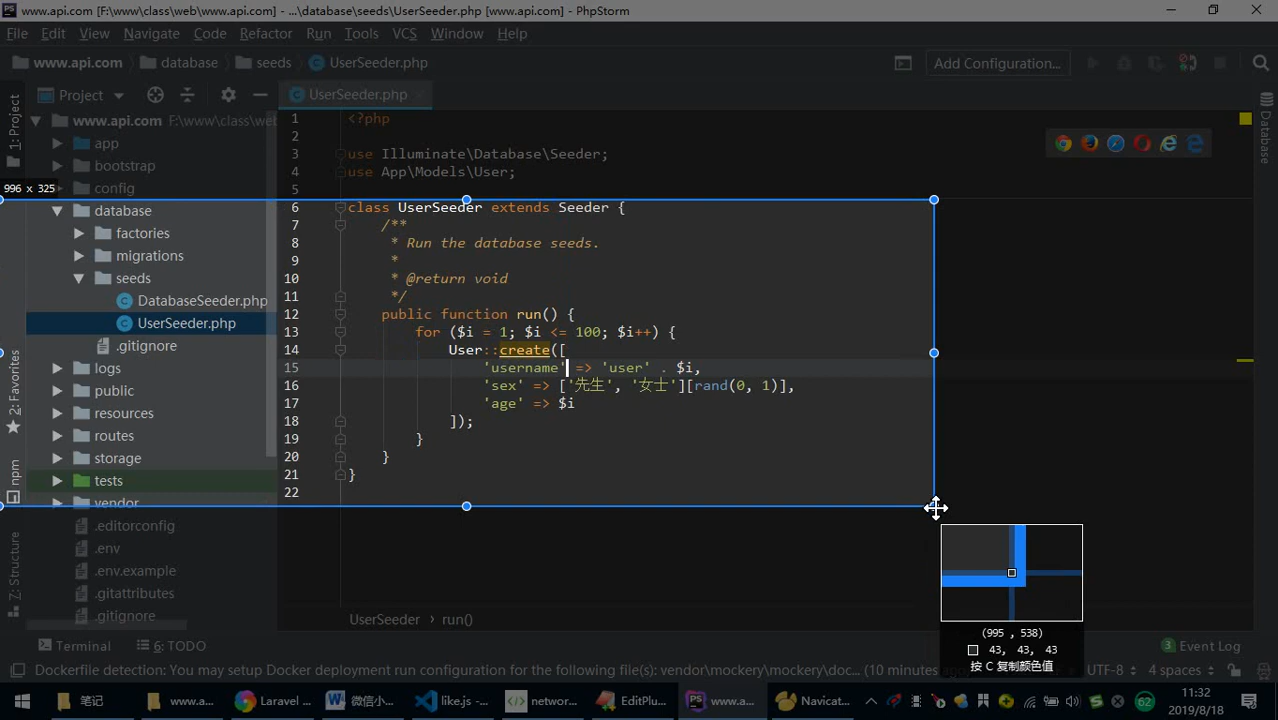 www.api.com [F:\www\class\web\www.api.com] - ...\database\seeds\UserSeeder.php [www.api.com] - PhpStorm
File Edit View Navigate Code Refactor Run Tools VCS Window Help
www.api.com database seeds UserSeeder.php Add Configuration...
1: Project
Project
UserSeeder.php
Database
www.api.com F:\www\class\web
app
bootstrap
config
996 x 325
database
factories
migrations
seeds
DatabaseSeeder.php
UserSeeder.php
.gitignore
logs
public
resources
routes
storage
tests
vendor
.editorconfig
.env
.env.example
.gitattributes
.gitignore
2: Favorites
npm
Z: Structure
1 <?php
2
3 use Illuminate\Database\Seeder;
4 use App\Models\User;
5
6 class UserSeeder extends Seeder {
7 /**
8 * Run the database seeds.
9 *
10 * @return void
11 */
12 public function run() {
13 for ($i = 1; $i <= 100; $i++) {
14 User::create([
15 'username' => 'user' . $i,
16 'sex' => ['先生', '女士'][rand(0, 1)],
17 'age' => $i
18 ]);
19 }
20 }
21 }
22
(995 , 538)
43, 43, 43
按 C 复制颜色值
UserSeeder run()
Terminal 6: TODO 3 Event Log
Dockerfile detection: You may setup Docker deployment run configuration for the following file(s): vendor\mockery\mockery\doc... (10 minutes ago) UTF-8 4 spaces
笔记 www.a... Laravel ... 微信小... like.js -... network... EditPlu... www.a... Navicat... 62 11:32
2019/8/18